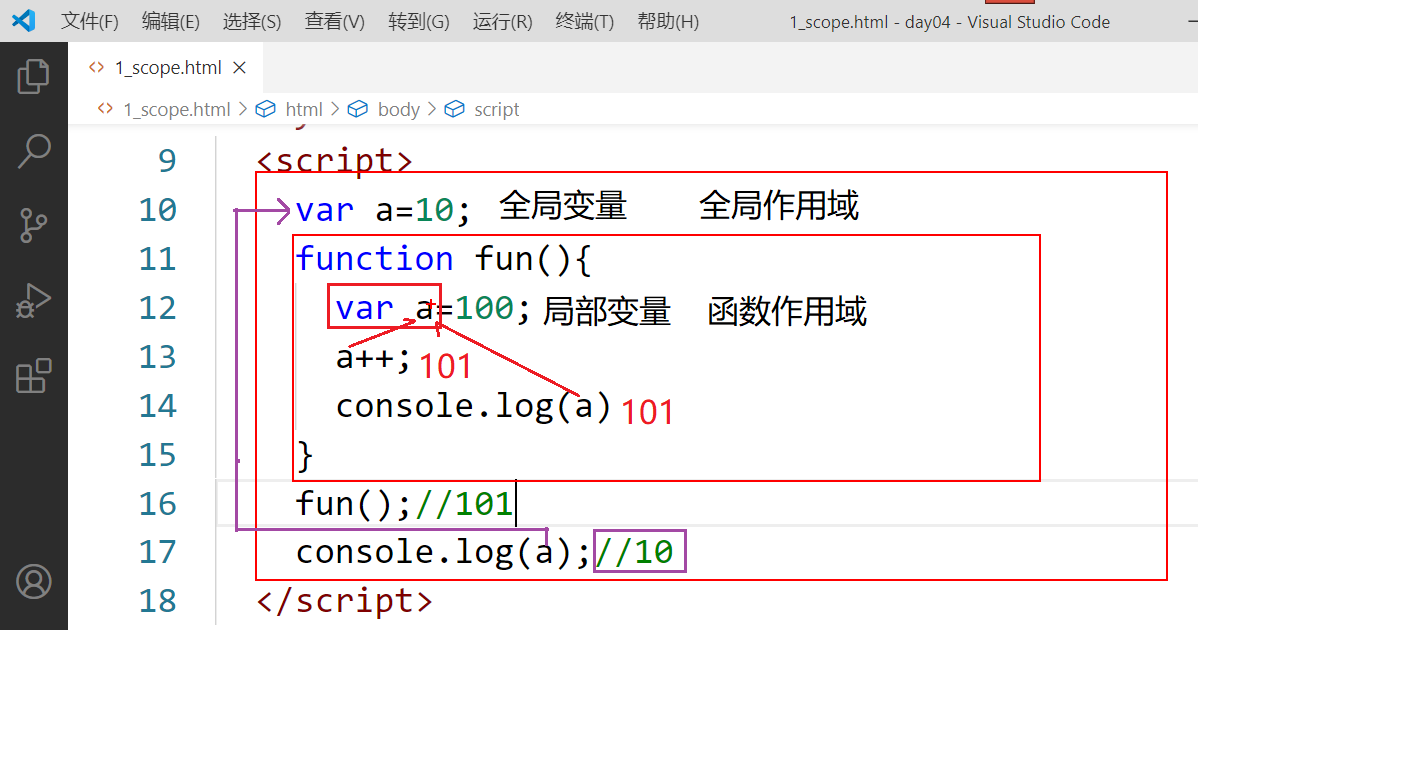 文件(F) 编辑(E) 选择(S) 查看(V) 转到(G) 运行(R) 终端(T) 帮助(H) 1_scope.html - day04 - Visual Studio Code
1_scope.html
1_scope.html html body script
9 <script>
10 var a=10; 全局变量 全局作用域
11 function fun(){
12 var a=100; 局部变量 函数作用域
13 a++; 101
14 console.log(a) 101
15 }
16 fun();//101
17 console.log(a);//10
18 </script>